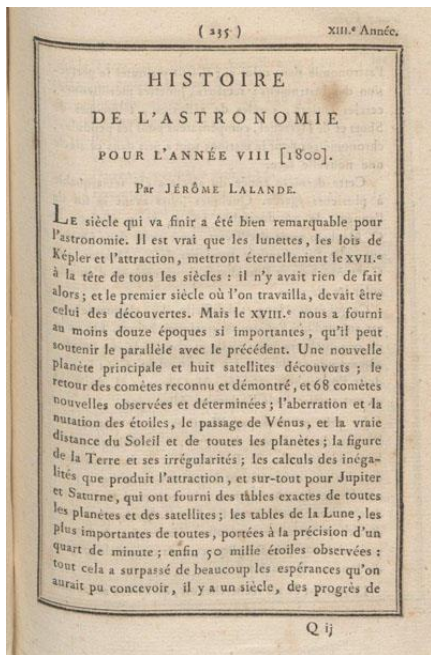 ( 235 ) XIII.e Année.
HISTOIRE
DE L'ASTRONOMIE
POUR L'ANNÉE VIII [1800].
Par JÉRÔME LALANDE.
LE siècle qui va finir a été bien remarquable pour
l'astronomie. Il est vrai que les lunettes, les lois de
Képler et l'attraction, mettront éternellement le XVII.e
à la tête de tous les siècles : il n'y avait rien de fait
alors ; et le premier siècle où l'on travailla, devait être
celui des découvertes. Mais le XVIII.e nous a fourni
au moins douze époques si importantes, qu'il peut
soutenir le parallèle avec le précédent. Une nouvelle
planète principale et huit satellites découverts ; le
retour des comètes reconnu et démontré, et 68 comètes
nouvelles observées et déterminées ; l'aberration et la
nutation des étoiles, le passage de Vénus, et la vraie
distance du Soleil et de toutes les planètes ; la figure
de la Terre et ses irrégularités ; les calculs des inéga-
lités que produit l'attraction, et sur-tout pour Jupiter
et Saturne, qui ont fourni des tables exactes de toutes
les planètes et des satellites ; les tables de la Lune, les
plus importantes de toutes, portées à la précision d'un
quart de minute ; enfin 50 mille étoiles observées :
tout cela a surpassé de beaucoup les espérances qu'on
aurait pu concevoir, il y a un siècle, des progrès de
Q ij